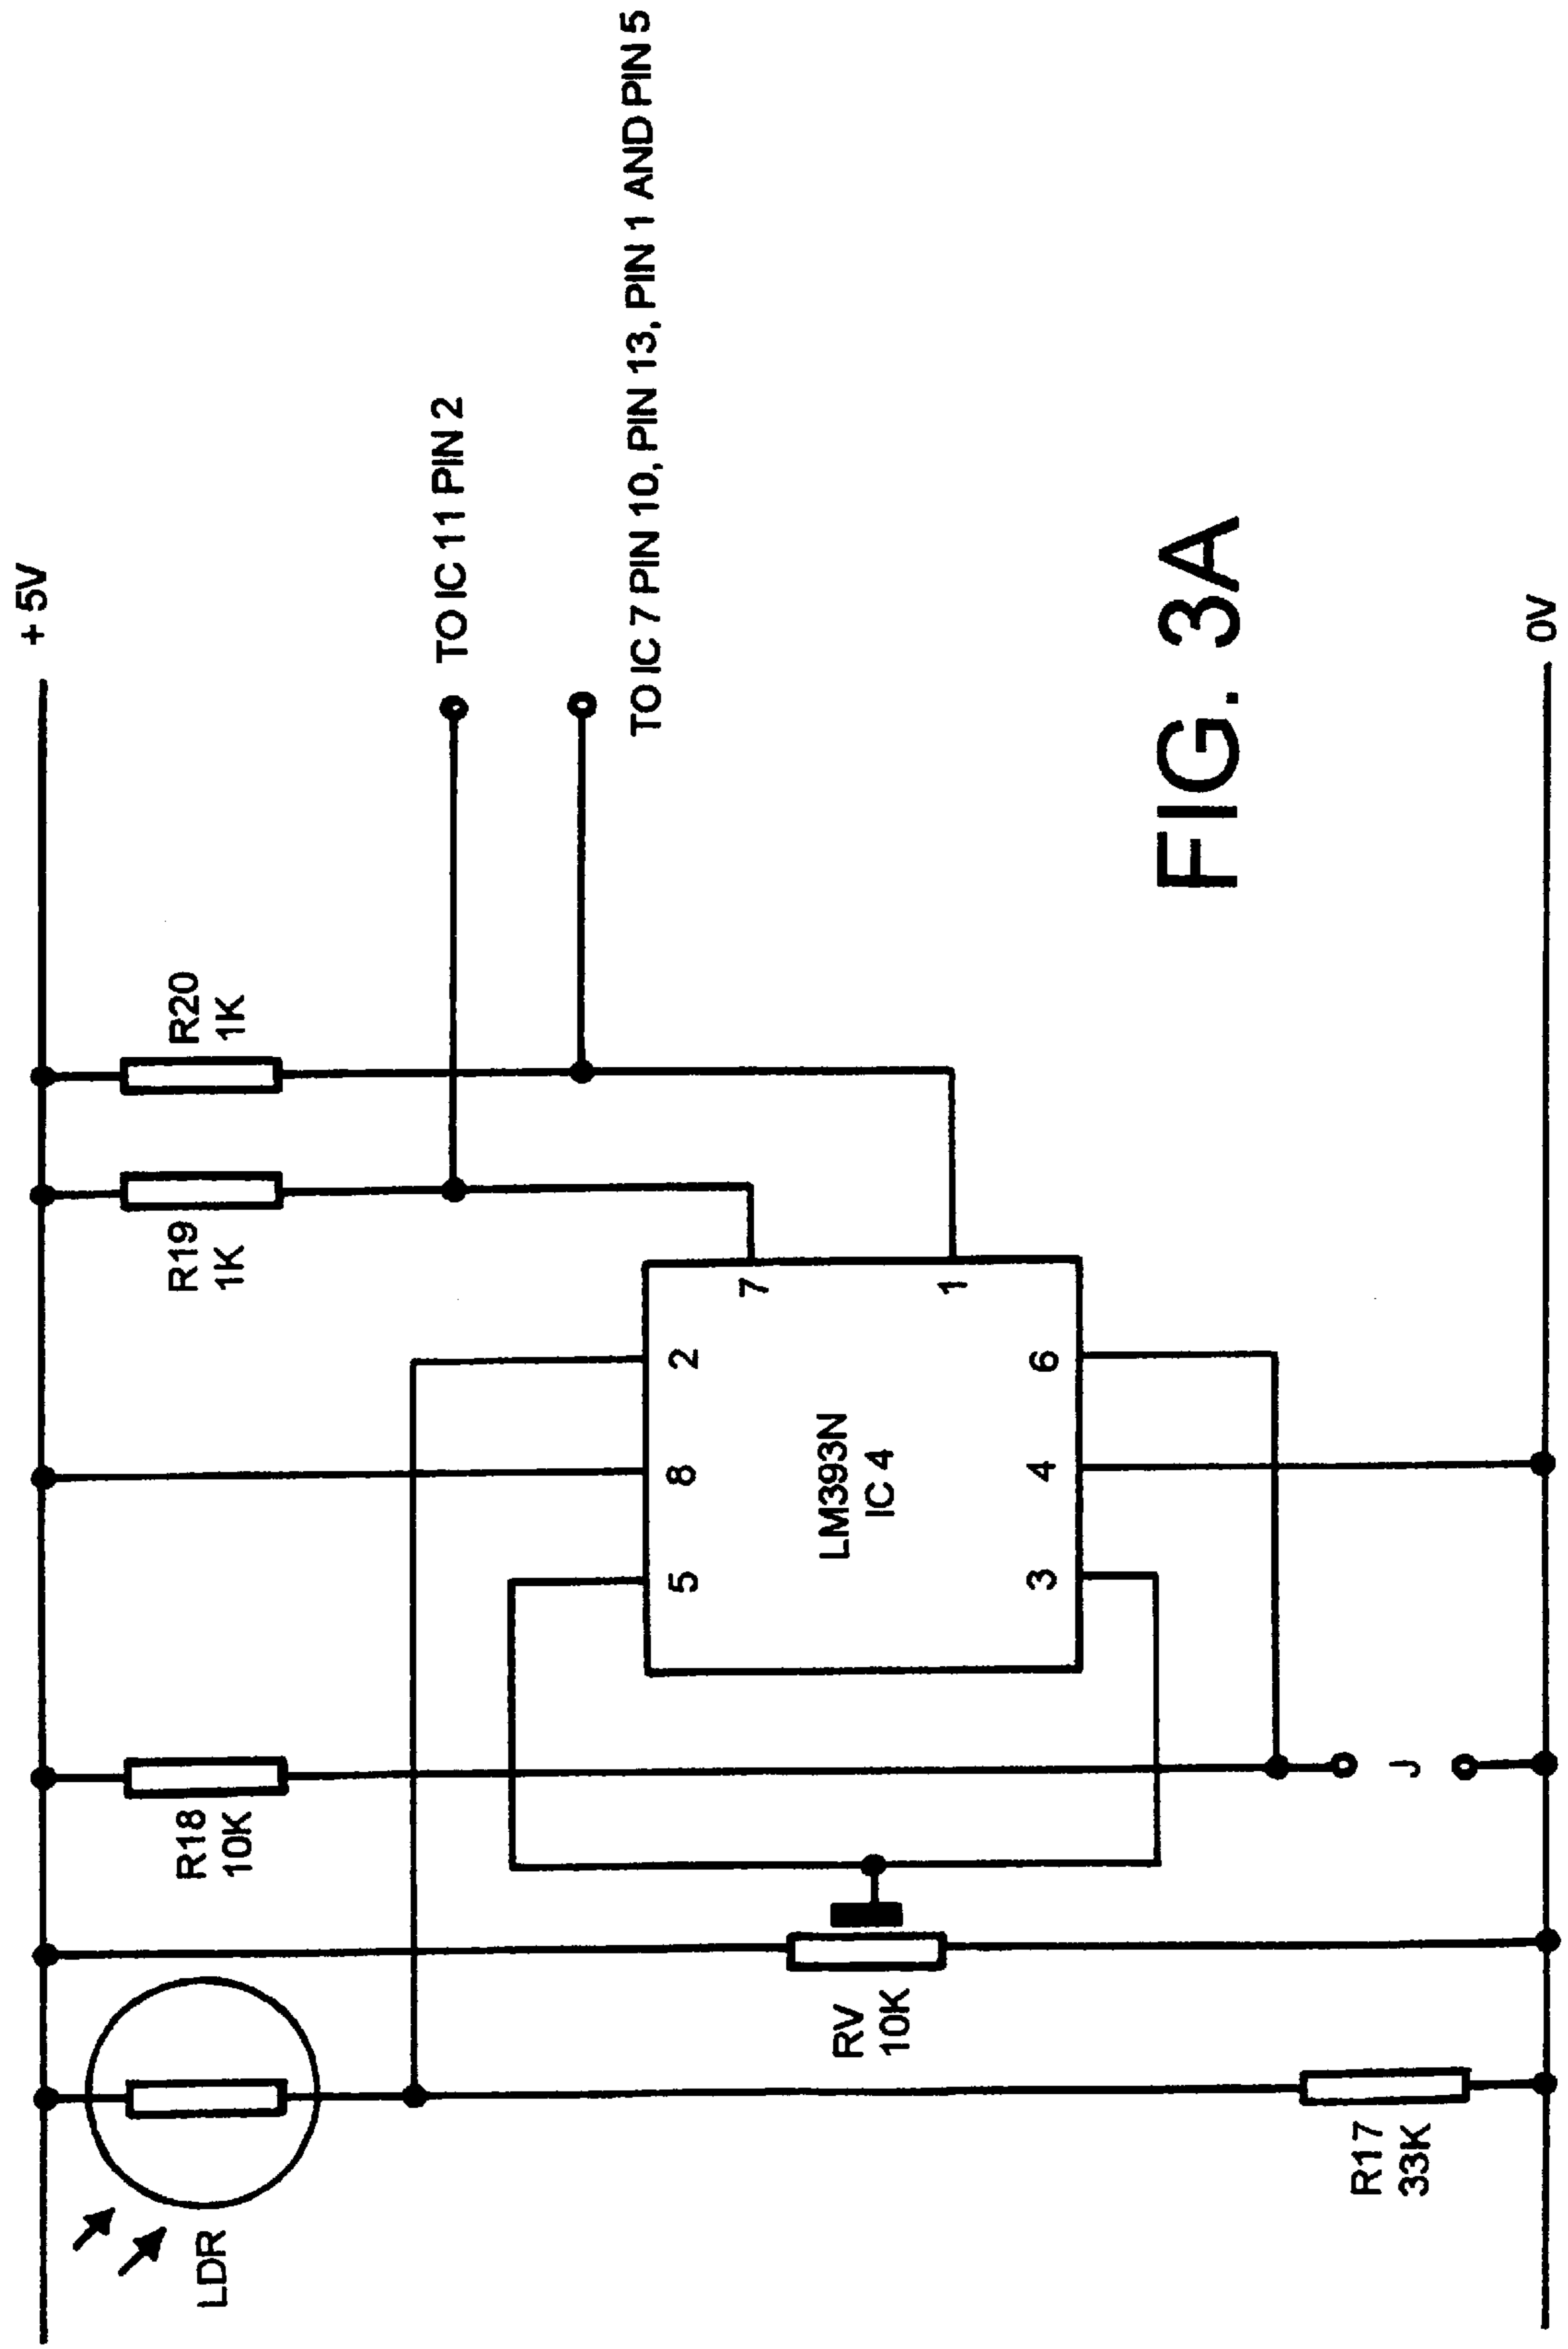 + 5V
LDR
R18
10K
R19
1K
R20
1K
TO IC 11 PIN 2
TO IC 7 PIN 10, PIN 13, PIN 1 AND PIN 5
5
8
2
7
RV
10K
LM393N
IC 4
1
3
4
6
R17
33K
J
FIG. 3A
0V